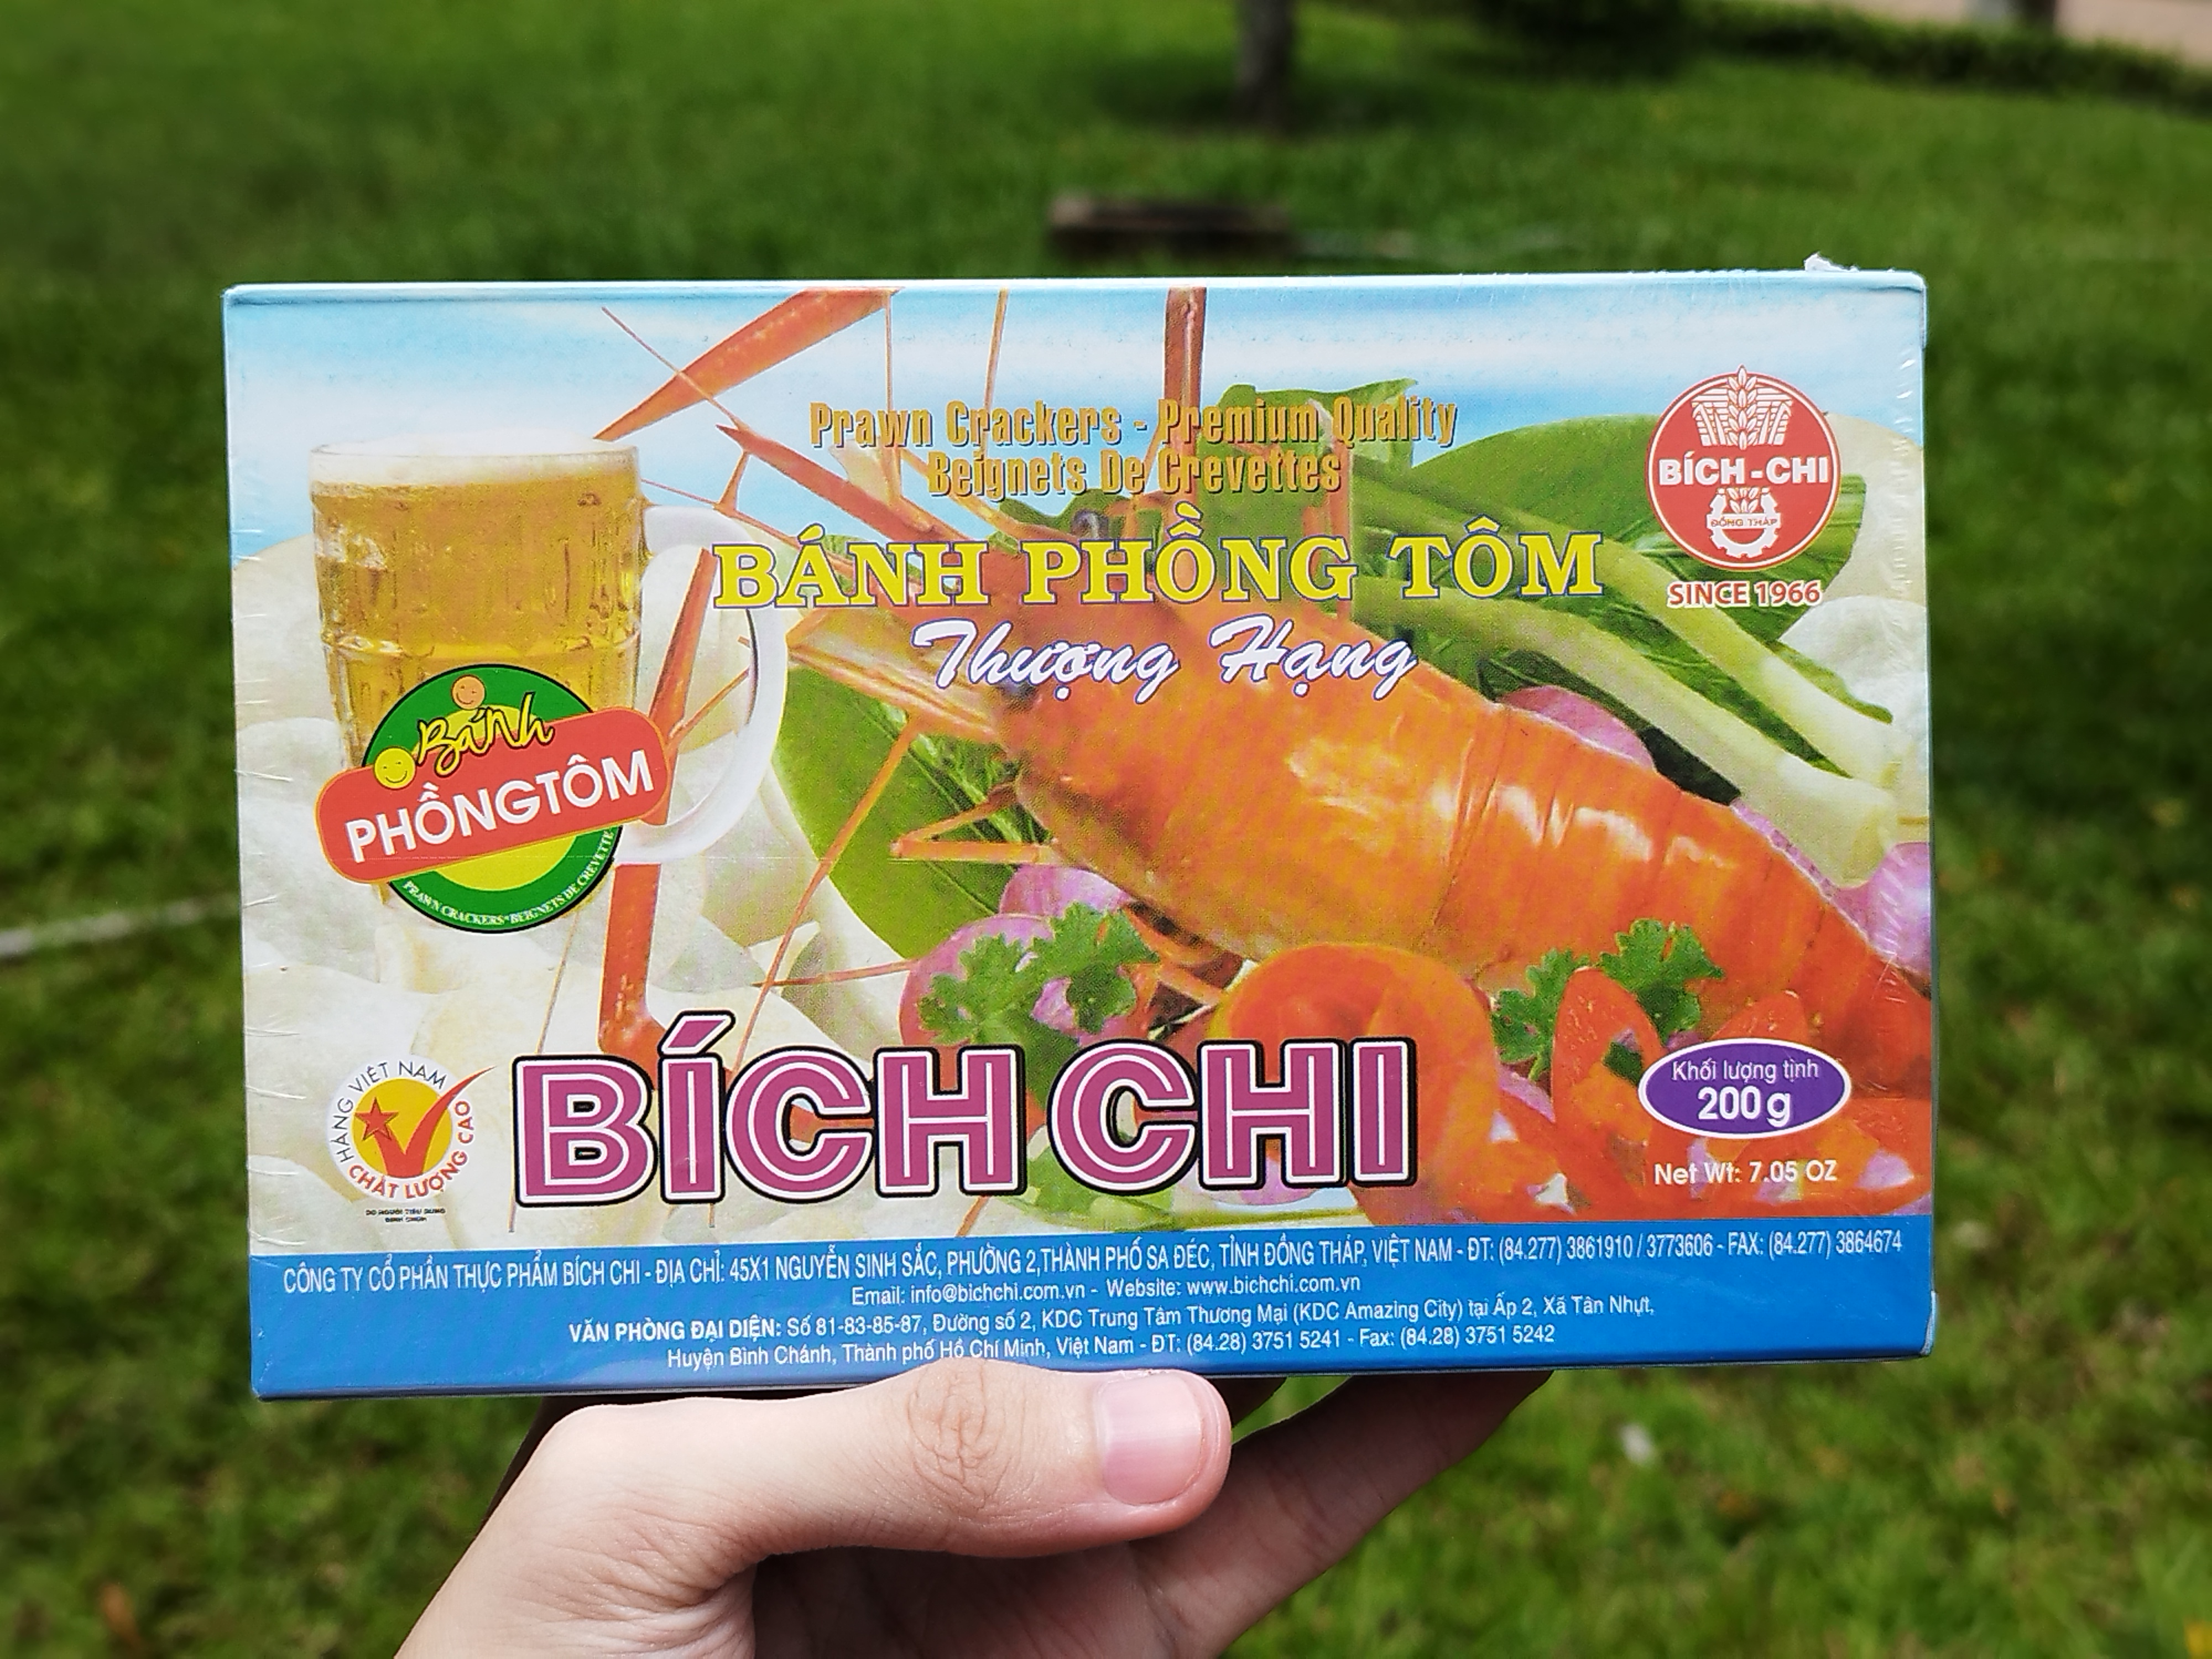 Prawn Crackers - Premium Quality
Beignets De Crevettes
BÁNH PHỒNG TÔM
Thượng Hạng
BÍCH-CHI
ĐỒNG THÁP
SINCE 1966
Bánh
PHỒNGTÔM
PRAWN CRACKERS*BEIGNETS DE CREVETTE
HÀNG VIỆT NAM
CHẤT LƯỢNG CAO
DO NGƯỜI TIÊU DÙNG
BÌNH CHỌN
BÍCH CHI
Khối lượng tịnh
200g
Net Wt: 7.05 OZ
CÔNG TY CỔ PHẦN THỰC PHẨM BÍCH CHI - ĐỊA CHỈ: 45X1 NGUYỄN SINH SẮC, PHƯỜNG 2,THÀNH PHỐ SA ĐÉC, TỈNH ĐỒNG THÁP, VIỆT NAM - ĐT: (84.277) 3861910 / 3773606 - FAX: (84.277) 3864674
Email: info@bichchi.com.vn - Website: www.bichchi.com.vn
VĂN PHÒNG ĐẠI DIỆN: Số 81-83-85-87, Đường số 2, KDC Trung Tâm Thương Mại (KDC Amazing City) tại Ấp 2, Xã Tân Nhựt,
Huyện Bình Chánh, Thành phố Hồ Chí Minh, Việt Nam - ĐT: (84.28) 3751 5241 - Fax: (84.28) 3751 5242